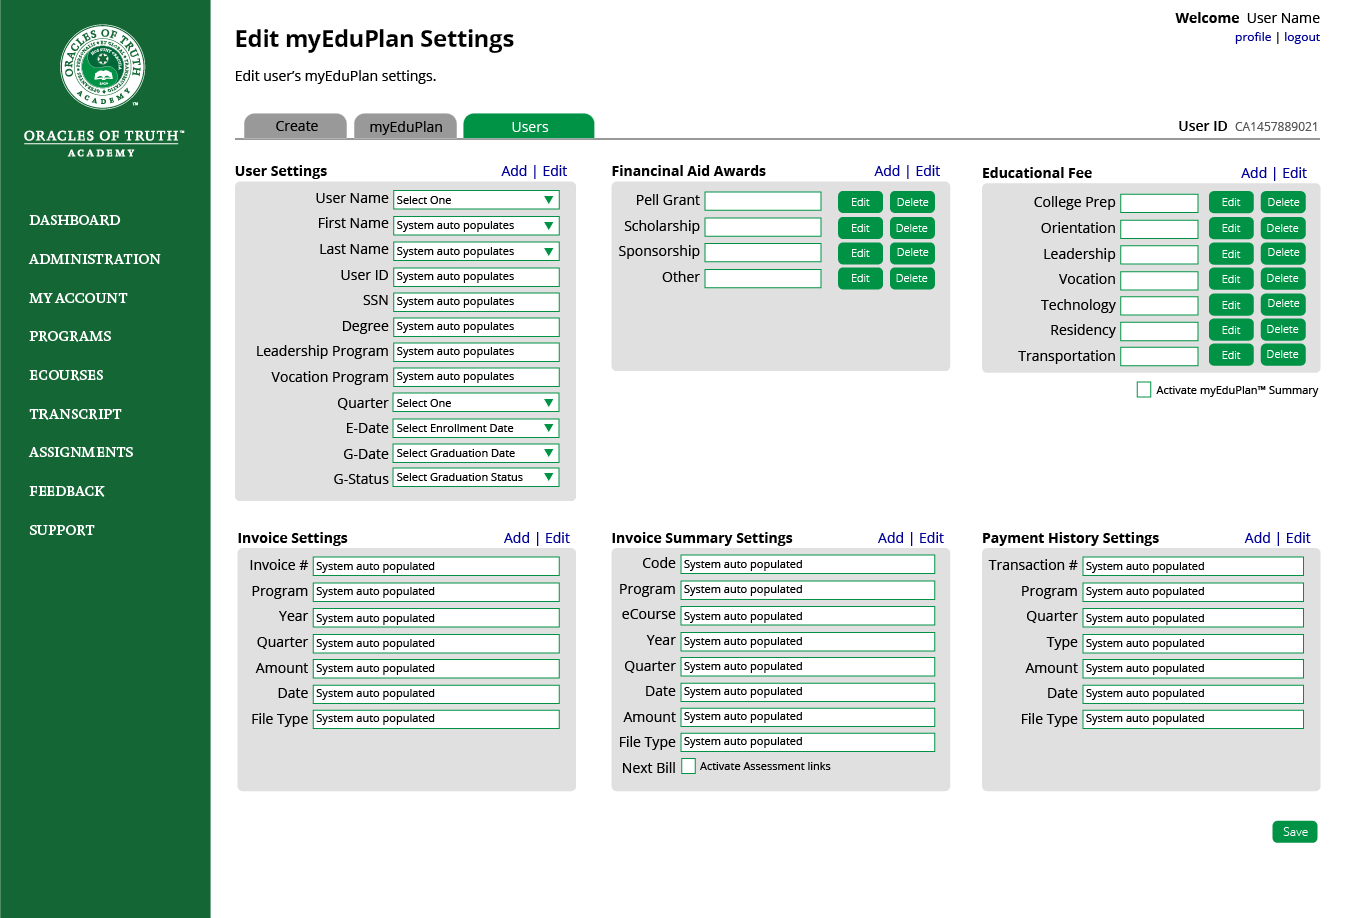 ORACLES OF TRUTH
ACADEMY
™
ORACLES OF TRUTH™
ACADEMY
DASHBOARD
ADMINISTRATION
MY ACCOUNT
PROGRAMS
ECOURSES
TRANSCRIPT
ASSIGNMENTS
FEEDBACK
SUPPORT
Welcome User Name
profile | logout
Edit myEduPlan Settings
Edit user’s myEduPlan settings.
Create myEduPlan Users
User ID CA1457889021
User Settings Add | Edit
User Name Select One
First Name System auto populates
Last Name System auto populates
User ID System auto populates
SSN System auto populates
Degree System auto populates
Leadership Program System auto populates
Vocation Program System auto populates
Quarter Select One
E-Date Select Enrollment Date
G-Date Select Graduation Date
G-Status Select Graduation Status
Financinal Aid Awards Add | Edit
Pell Grant Edit Delete
Scholarship Edit Delete
Sponsorship Edit Delete
Other Edit Delete
Educational Fee Add | Edit
College Prep Edit Delete
Orientation Edit Delete
Leadership Edit Delete
Vocation Edit Delete
Technology Edit Delete
Residency Edit Delete
Transportation Edit Delete
Activate myEduPlan™ Summary
Invoice Settings Add | Edit
Invoice # System auto populated
Program System auto populated
Year System auto populated
Quarter System auto populated
Amount System auto populated
Date System auto populated
File Type System auto populated
Invoice Summary Settings Add | Edit
Code System auto populated
Program System auto populated
eCourse System auto populated
Year System auto populated
Quarter System auto populated
Date System auto populated
Amount System auto populated
File Type System auto populated
Next Bill Activate Assessment links
Payment History Settings Add | Edit
Transaction # System auto populated
Program System auto populated
Quarter System auto populated
Type System auto populated
Amount System auto populated
Date System auto populated
File Type System auto populated
Save